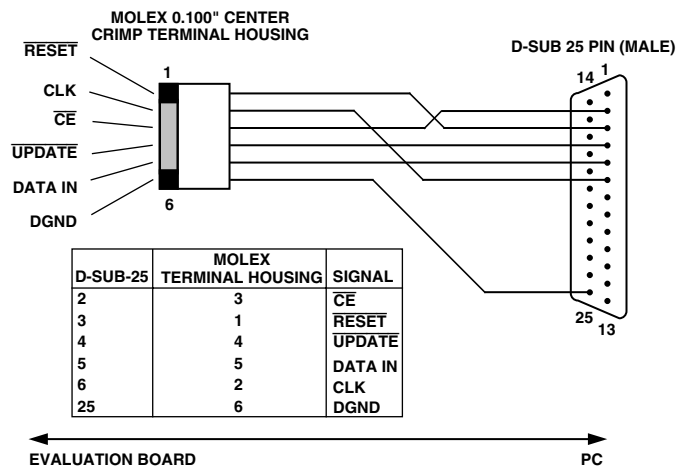 MOLEX 0.100" CENTER
CRIMP TERMINAL HOUSING
D-SUB 25 PIN (MALE)
RESET
CLK
CE
UPDATE
DATA IN
DGND
1
6
14 1
25
13
D-SUB-25 MOLEX TERMINAL HOUSING SIGNAL
2 3 CE
3 1 RESET
4 4 UPDATE
5 5 DATA IN
6 2 CLK
25 6 DGND
EVALUATION BOARD PC